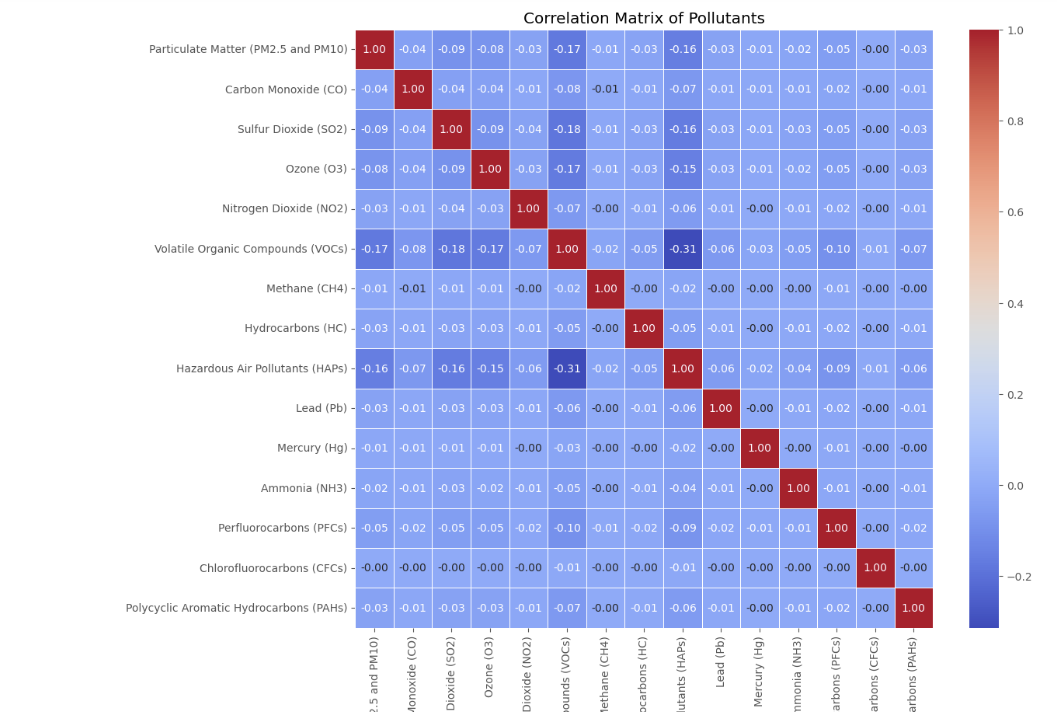 Correlation Matrix of Pollutants
Particulate Matter (PM2.5 and PM10) 1.00 -0.04 -0.09 -0.08 -0.03 -0.17 -0.01 -0.03 -0.16 -0.03 -0.01 -0.02 -0.05 -0.00 -0.03
Carbon Monoxide (CO) -0.04 1.00 -0.04 -0.04 -0.01 -0.08 -0.01 -0.01 -0.07 -0.01 -0.01 -0.01 -0.02 -0.00 -0.01
Sulfur Dioxide (SO2) -0.09 -0.04 1.00 -0.09 -0.04 -0.18 -0.01 -0.03 -0.16 -0.03 -0.01 -0.03 -0.05 -0.00 -0.03
Ozone (O3) -0.08 -0.04 -0.09 1.00 -0.03 -0.17 -0.01 -0.03 -0.15 -0.03 -0.01 -0.02 -0.05 -0.00 -0.03
Nitrogen Dioxide (NO2) -0.03 -0.01 -0.04 -0.03 1.00 -0.07 -0.00 -0.01 -0.06 -0.01 -0.00 -0.01 -0.02 -0.00 -0.01
Volatile Organic Compounds (VOCs) -0.17 -0.08 -0.18 -0.17 -0.07 1.00 -0.02 -0.05 -0.31 -0.06 -0.03 -0.05 -0.10 -0.01 -0.07
Methane (CH4) -0.01 -0.01 -0.01 -0.01 -0.00 -0.02 1.00 -0.00 -0.02 -0.00 -0.00 -0.00 -0.01 -0.00 -0.00
Hydrocarbons (HC) -0.03 -0.01 -0.03 -0.03 -0.01 -0.05 -0.00 1.00 -0.05 -0.01 -0.00 -0.01 -0.02 -0.00 -0.01
Hazardous Air Pollutants (HAPs) -0.16 -0.07 -0.16 -0.15 -0.06 -0.31 -0.02 -0.05 1.00 -0.06 -0.02 -0.04 -0.09 -0.01 -0.06
Lead (Pb) -0.03 -0.01 -0.03 -0.03 -0.01 -0.06 -0.00 -0.01 -0.06 1.00 -0.00 -0.01 -0.02 -0.00 -0.01
Mercury (Hg) -0.01 -0.01 -0.01 -0.01 -0.00 -0.03 -0.00 -0.00 -0.02 -0.00 1.00 -0.00 -0.01 -0.00 -0.00
Ammonia (NH3) -0.02 -0.01 -0.03 -0.02 -0.01 -0.05 -0.00 -0.01 -0.04 -0.01 -0.00 1.00 -0.01 -0.00 -0.01
Perfluorocarbons (PFCs) -0.05 -0.02 -0.05 -0.05 -0.02 -0.10 -0.01 -0.02 -0.09 -0.02 -0.01 -0.01 1.00 -0.00 -0.02
Chlorofluorocarbons (CFCs) -0.00 -0.00 -0.00 -0.00 -0.00 -0.01 -0.00 -0.00 -0.01 -0.00 -0.00 -0.00 -0.00 1.00 -0.00
Polycyclic Aromatic Hydrocarbons (PAHs) -0.03 -0.01 -0.03 -0.03 -0.01 -0.07 -0.00 -0.01 -0.06 -0.01 -0.00 -0.01 -0.02 -0.00 1.00
2.5 and PM10)
Monoxide (CO)
Dioxide (SO2)
Ozone (O3)
Dioxide (NO2)
ounds (VOCs)
Methane (CH4)
ocarbons (HC)
lutants (HAPs)
Lead (Pb)
Mercury (Hg)
mmonia (NH3)
arbons (PFCs)
arbons (CFCs)
arbons (PAHs)
1.0
0.8
0.6
0.4
0.2
0.0
−0.2